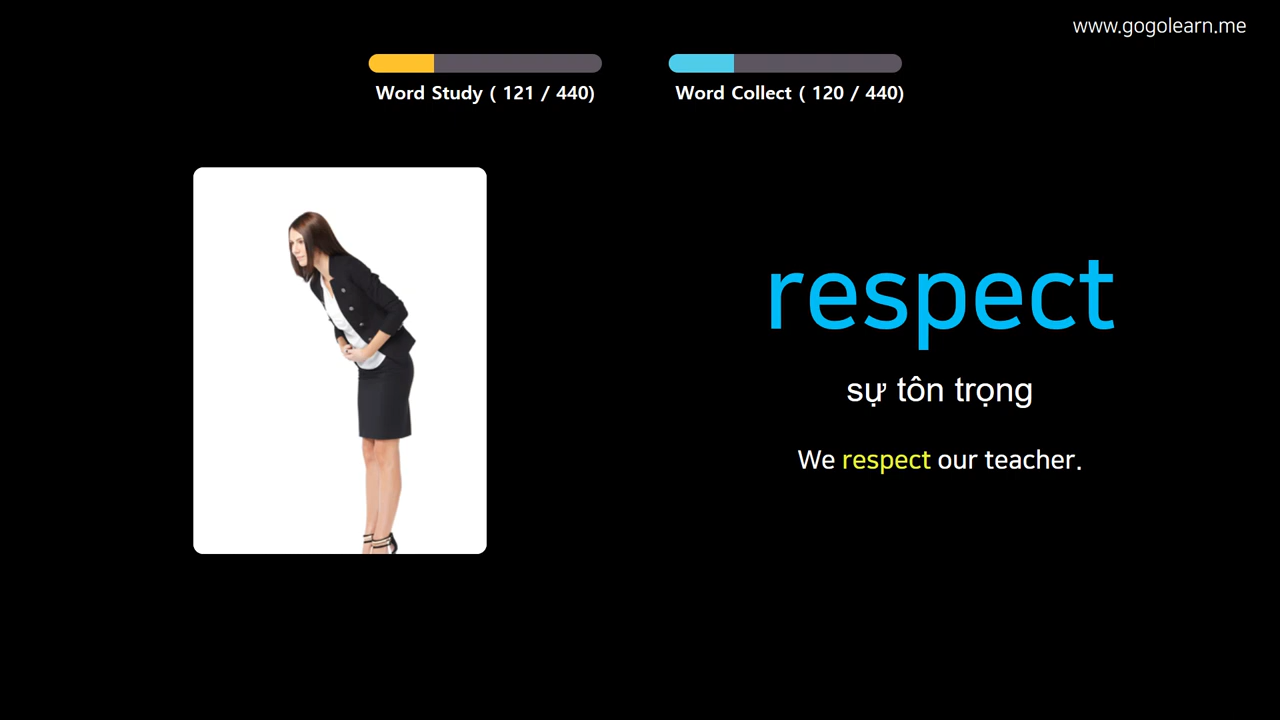 www.gogolearn.me
Word Study ( 121 / 440)
Word Collect ( 120 / 440)
respect
sự tôn trọng
We respect our teacher.